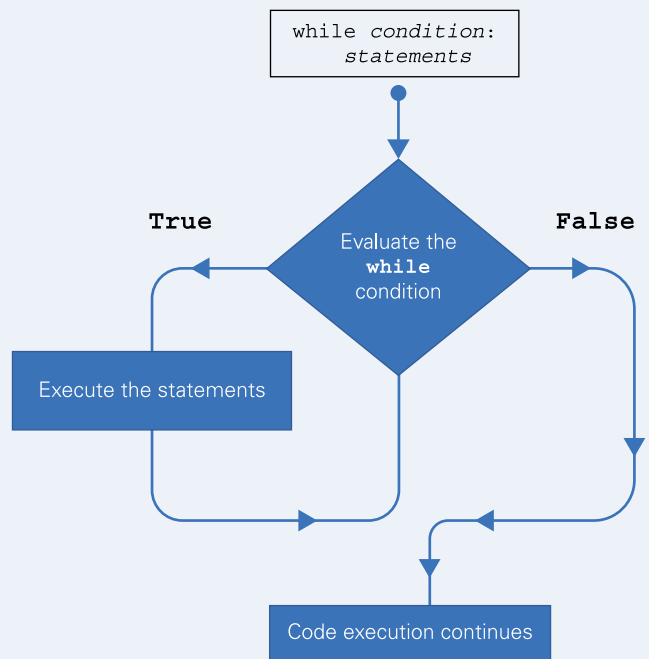 while condition:
statements
True
False
Evaluate the
while
condition
Execute the statements
Code execution continues